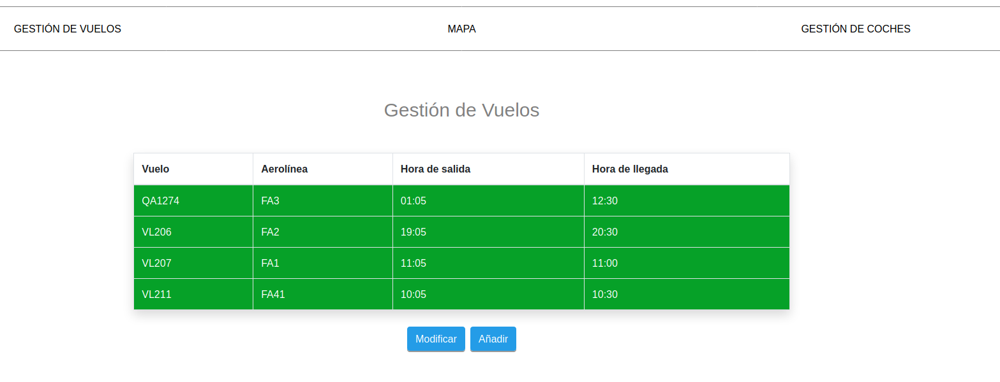 GESTIÓN DE VUELOS MAPA GESTIÓN DE COCHES
Gestión de Vuelos
Vuelo Aerolínea Hora de salida Hora de llegada
QA1274 FA3 01:05 12:30
VL206 FA2 19:05 20:30
VL207 FA1 11:05 11:00
VL211 FA41 10:05 10:30
Modificar Añadir